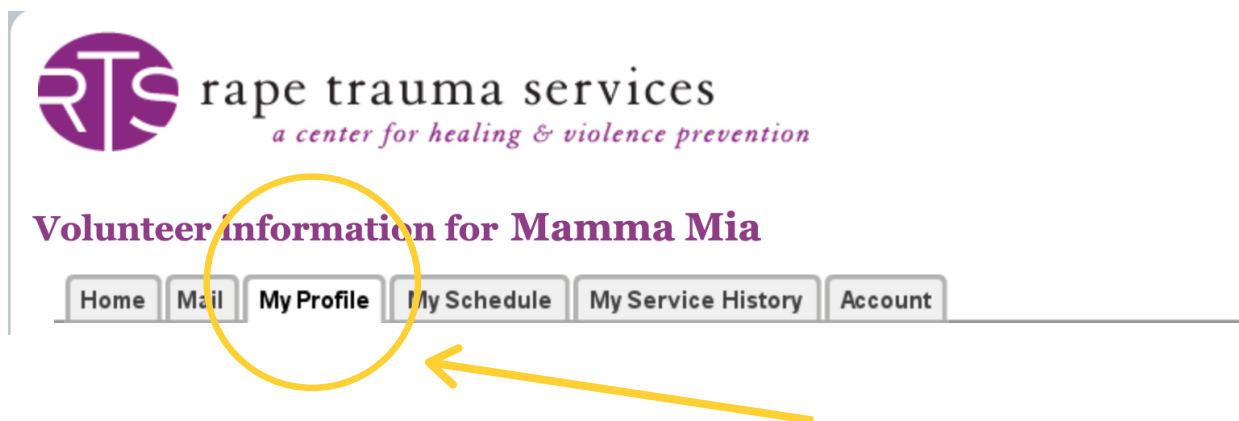 RTS rape trauma services
a center for healing & violence prevention
Volunteer information for Mamma Mia
Home Mail My Profile My Schedule My Service History Account